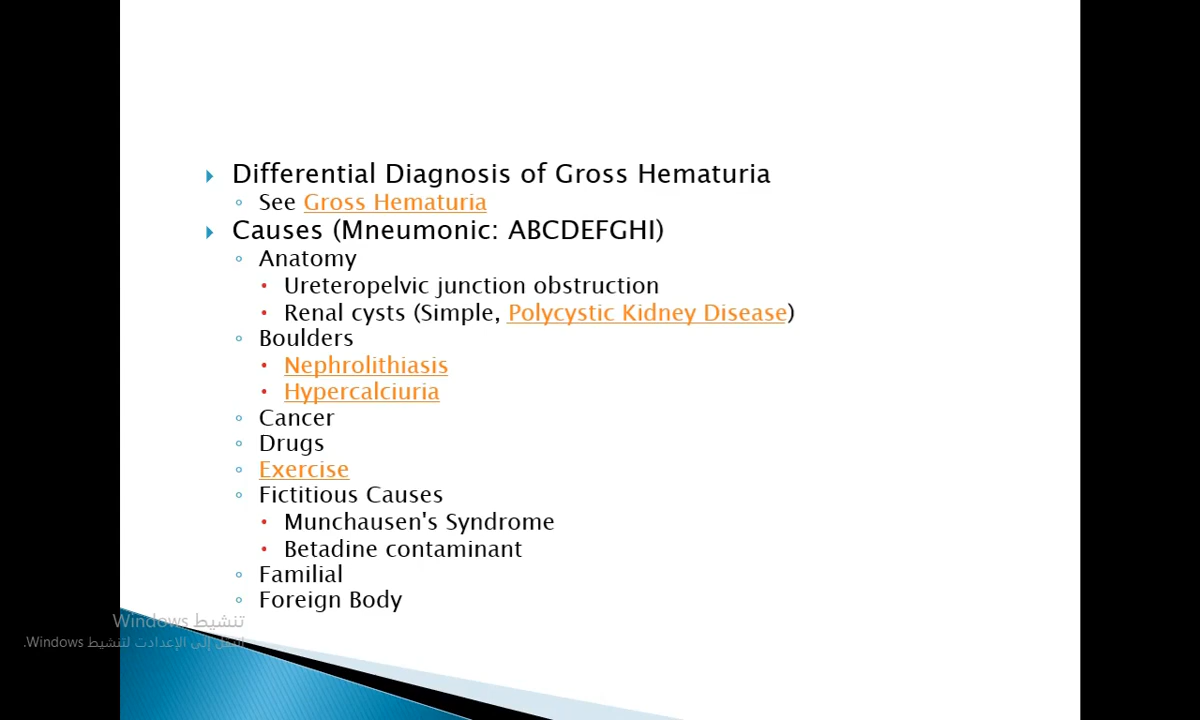 Differential Diagnosis of Gross Hematuria
See Gross Hematuria
Causes (Mneumonic: ABCDEFGHI)
Anatomy
Ureteropelvic junction obstruction
Renal cysts (Simple, Polycystic Kidney Disease)
Boulders
Nephrolithiasis
Hypercalciuria
Cancer
Drugs
Exercise
Fictitious Causes
Munchausen's Syndrome
Betadine contaminant
Familial
Foreign Body
تنشيط Windows
انتقل إلى الإعدادت لتنشيط Windows.